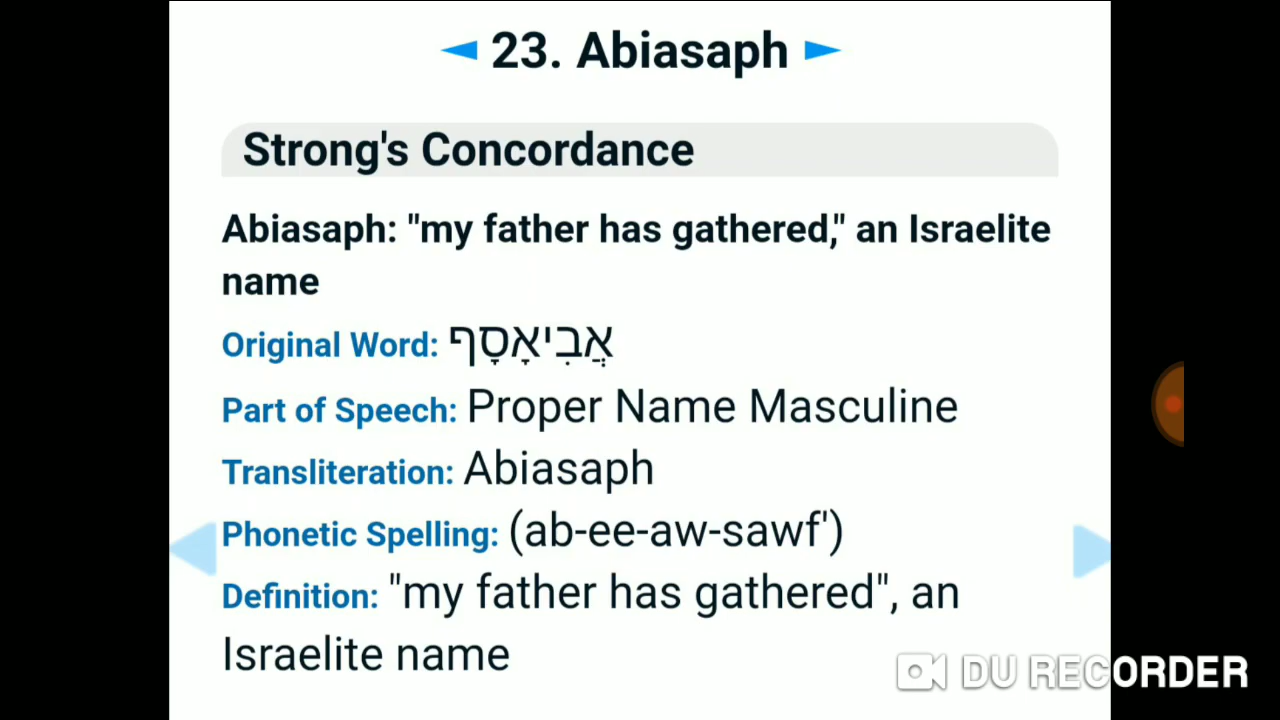 23. Abiasaph
Strong's Concordance
Abiasaph: "my father has gathered," an Israelite
name
Original Word: אֲבִיאָסָף
Part of Speech: Proper Name Masculine
Transliteration: Abiasaph
Phonetic Spelling: (ab-ee-aw-sawf')
Definition: "my father has gathered", an
Israelite name
DU RECORDER